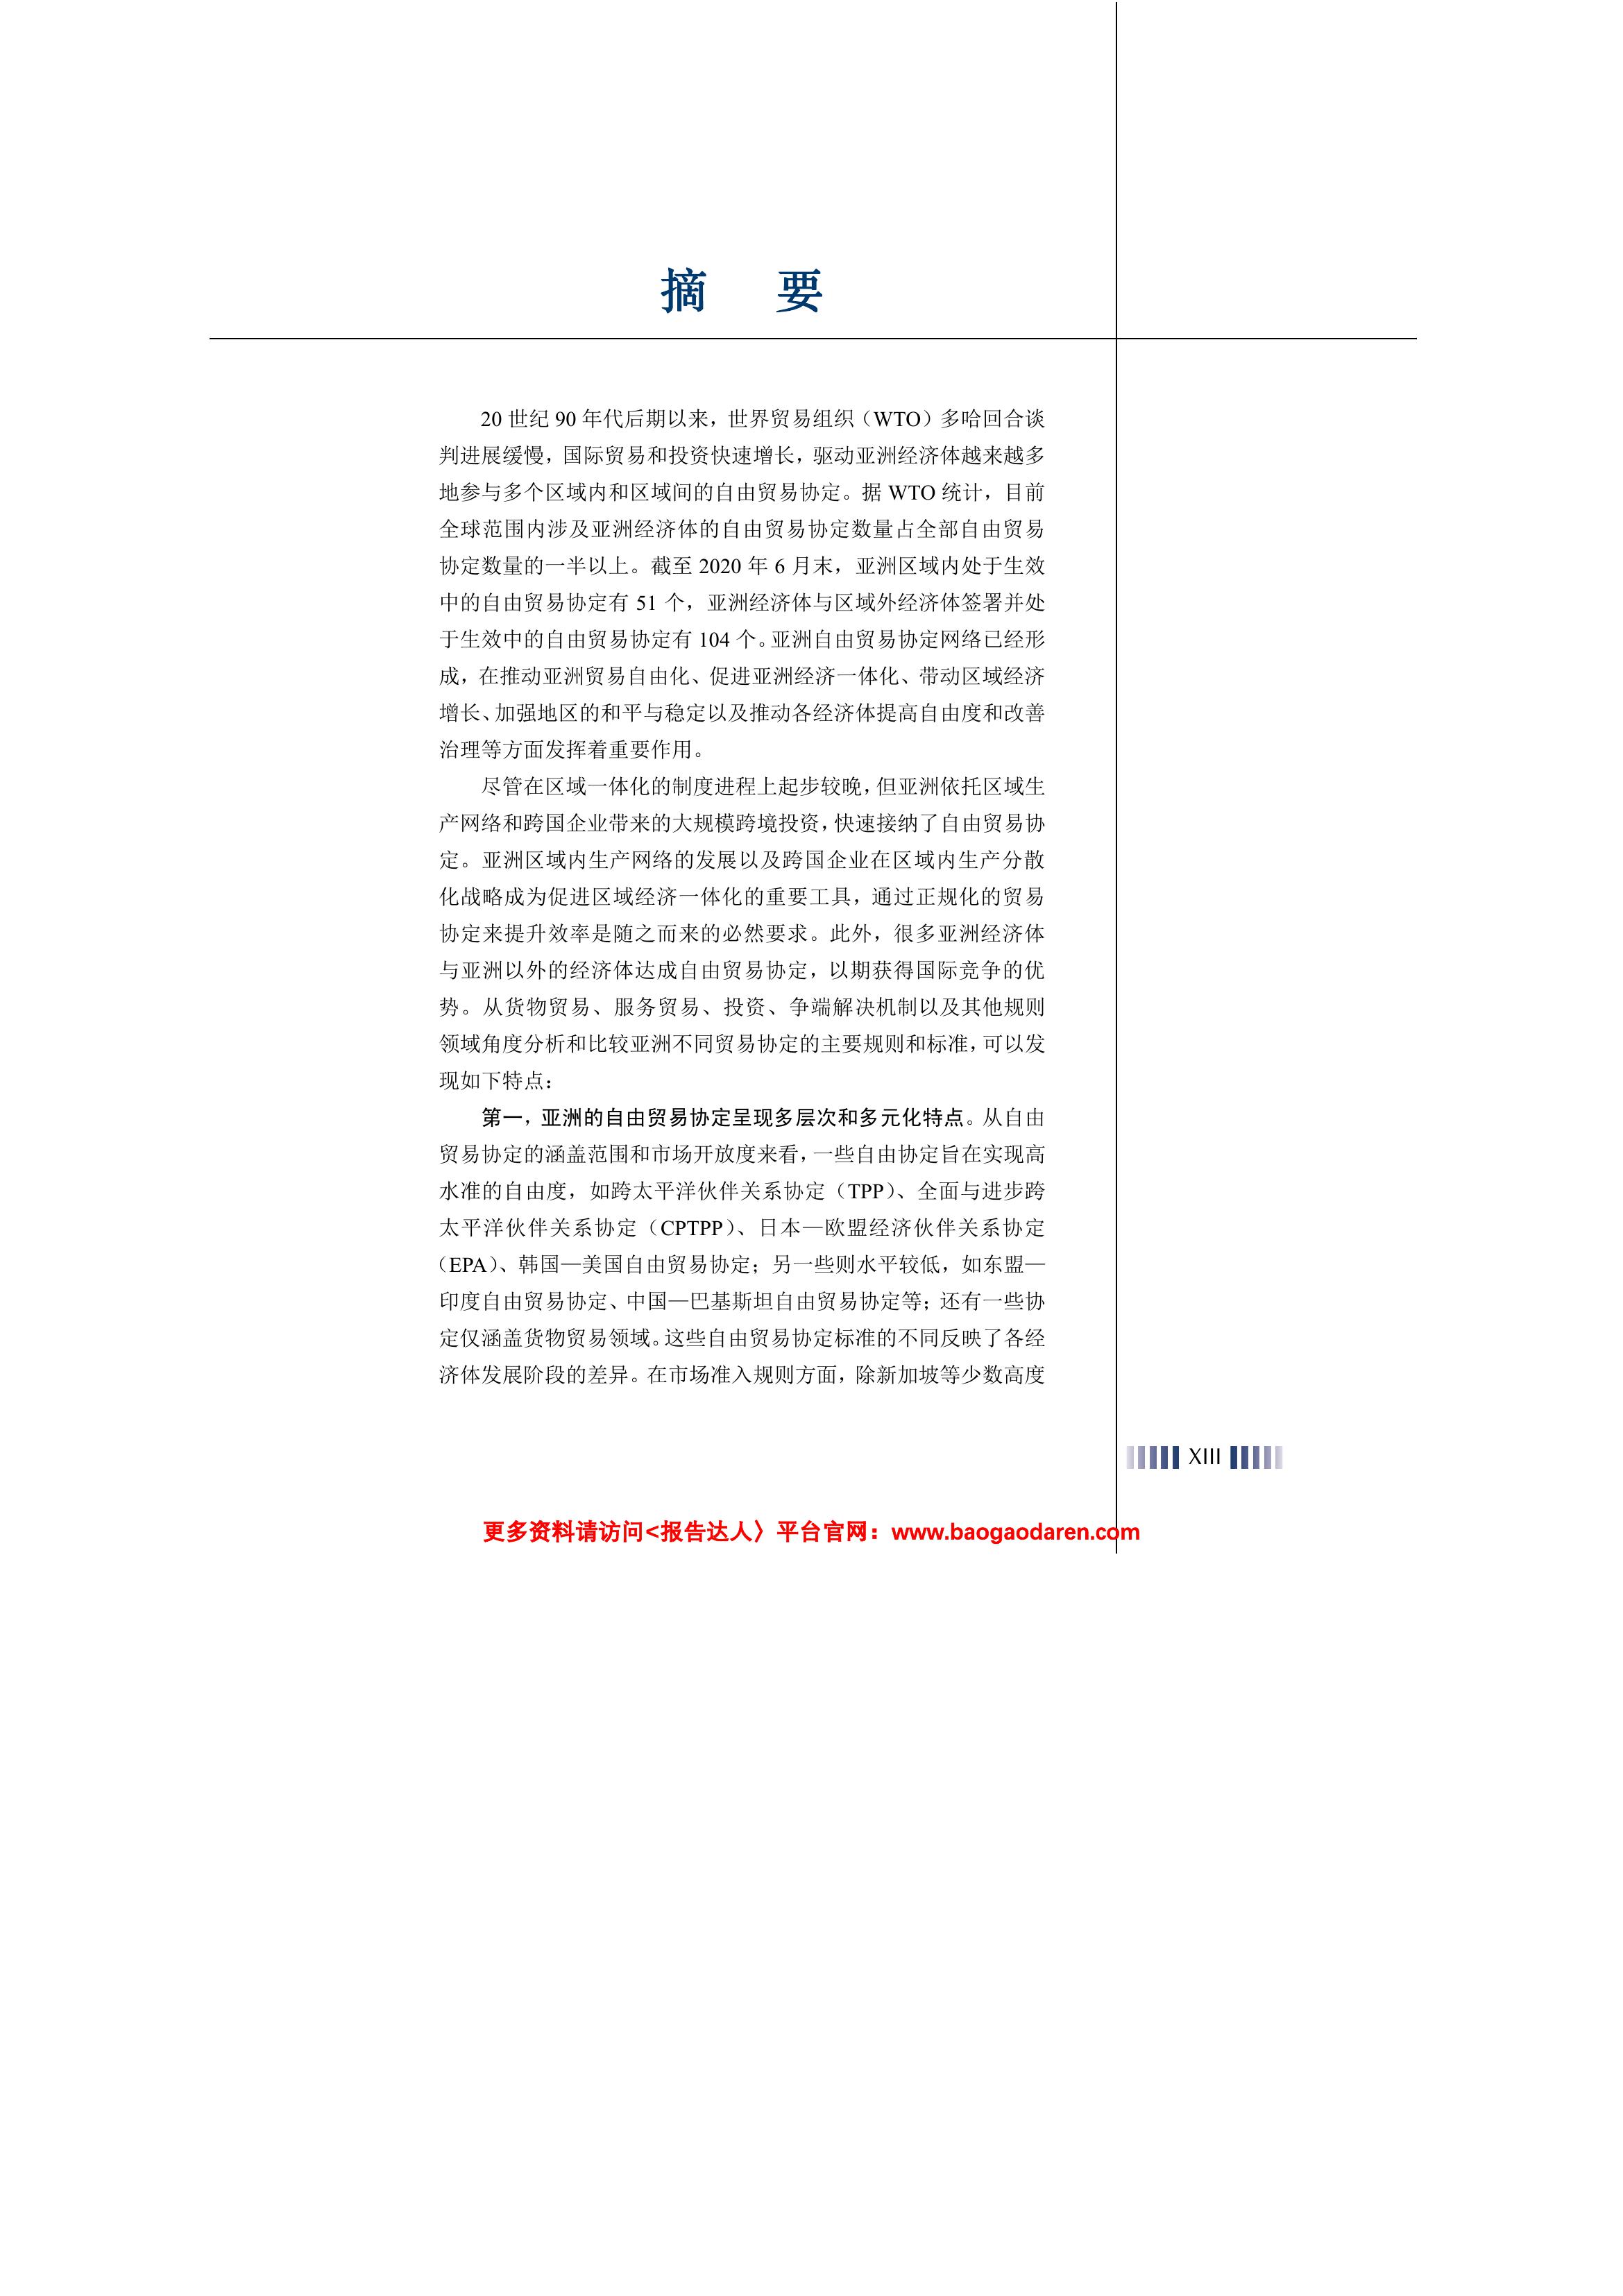 摘 要
20 世纪 90 年代后期以来，世界贸易组织（WTO）多哈回合谈
判进展缓慢，国际贸易和投资快速增长，驱动亚洲经济体越来越多
地参与多个区域内和区域间的自由贸易协定。据 WTO 统计，目前
全球范围内涉及亚洲经济体的自由贸易协定数量占全部自由贸易
协定数量的一半以上。截至 2020 年 6 月末，亚洲区域内处于生效
中的自由贸易协定有 51 个，亚洲经济体与区域外经济体签署并处
于生效中的自由贸易协定有 104 个。亚洲自由贸易协定网络已经形
成，在推动亚洲贸易自由化、促进亚洲经济一体化、带动区域经济
增长、加强地区的和平与稳定以及推动各经济体提高自由度和改善
治理等方面发挥着重要作用。
尽管在区域一体化的制度进程上起步较晚，但亚洲依托区域生
产网络和跨国企业带来的大规模跨境投资，快速接纳了自由贸易协
定。亚洲区域内生产网络的发展以及跨国企业在区域内生产分散
化战略成为促进区域经济一体化的重要工具，通过正规化的贸易
协定来提升效率是随之而来的必然要求。此外，很多亚洲经济体
与亚洲以外的经济体达成自由贸易协定，以期获得国际竞争的优
势。从货物贸易、服务贸易、投资、争端解决机制以及其他规则
领域角度分析和比较亚洲不同贸易协定的主要规则和标准，可以发
现如下特点：
第一，亚洲的自由贸易协定呈现多层次和多元化特点。从自由
贸易协定的涵盖范围和市场开放度来看，一些自由协定旨在实现高
水准的自由度，如跨太平洋伙伴关系协定（TPP）、全面与进步跨
太平洋伙伴关系协定（CPTPP）、日本—欧盟经济伙伴关系协定
（EPA）、韩国—美国自由贸易协定；另一些则水平较低，如东盟—
印度自由贸易协定、中国—巴基斯坦自由贸易协定等；还有一些协
定仅涵盖货物贸易领域。这些自由贸易协定标准的不同反映了各经
济体发展阶段的差异。在市场准入规则方面，除新加坡等少数高度
XIII
更多资料请访问<报告达人〉平台官网：www.baogaodaren.com